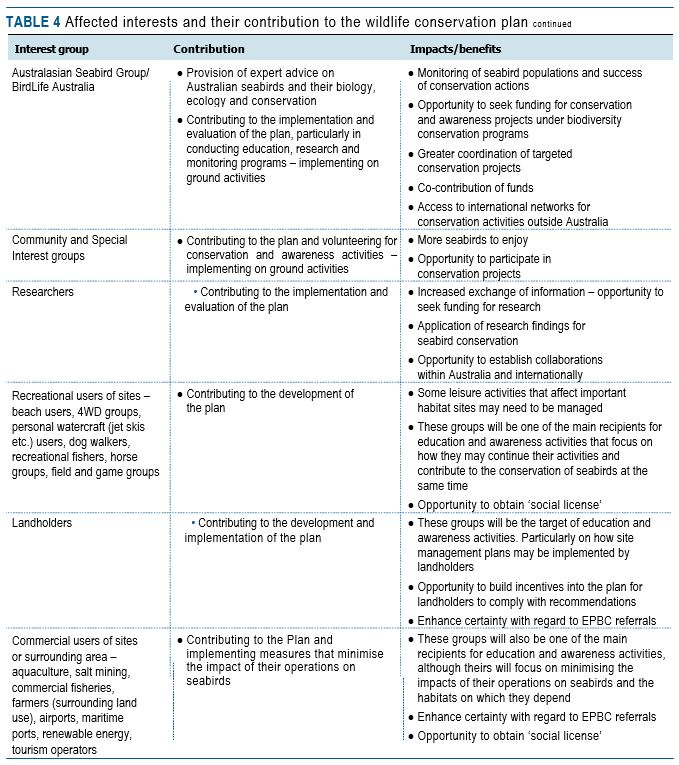 TABLE 4 Affected interests and their contribution to the wildlife conservation plan continued
Interest group Contribution Impacts/benefits
Australasian Seabird Group/
BirdLife Australia
● Provision of expert advice on
Australian seabirds and their biology,
ecology and conservation
● Contributing to the implementation and
evaluation of the plan, particularly in
conducting education, research and
monitoring programs – implementing on
ground activities
● Monitoring of seabird populations and success
of conservation actions
● Opportunity to seek funding for conservation
and awareness projects under biodiversity
conservation programs
● Greater coordination of targeted
conservation projects
● Co-contribution of funds
● Access to international networks for
conservation activities outside Australia
Community and Special
Interest groups
● Contributing to the plan and volunteering for
conservation and awareness activities –
implementing on ground activities
● More seabirds to enjoy
● Opportunity to participate in
conservation projects
Researchers
• Contributing to the implementation and
evaluation of the plan
● Increased exchange of information – opportunity to
seek funding for research
● Application of research findings for
seabird conservation
● Opportunity to establish collaborations
within Australia and internationally
Recreational users of sites –
beach users, 4WD groups,
personal watercraft (jet skis
etc.) users, dog walkers,
recreational fishers, horse
groups, field and game groups
● Contributing to the development of
the plan
● Some leisure activities that affect important
habitat sites may need to be managed
● These groups will be one of the main recipients for
education and awareness activities that focus on
how they may continue their activities and
contribute to the conservation of seabirds at the
same time
● Opportunity to obtain ‘social license’
Landholders
• Contributing to the development and
implementation of the plan
● These groups will be the target of education and
awareness activities. Particularly on how site
management plans may be implemented by
landholders
● Opportunity to build incentives into the plan for
landholders to comply with recommendations
● Enhance certainty with regard to EPBC referrals
Commercial users of sites
or surrounding area –
aquaculture, salt mining,
commercial fisheries,
farmers (surrounding land
use), airports, maritime
ports, renewable energy,
tourism operators
● Contributing to the Plan and
implementing measures that minimise
the impact of their operations on
seabirds
● These groups will also be one of the main
recipients for education and awareness activities,
although theirs will focus on minimising the
impacts of their operations on seabirds and the
habitats on which they depend
● Enhance certainty with regard to EPBC referrals
● Opportunity to obtain ‘social license’